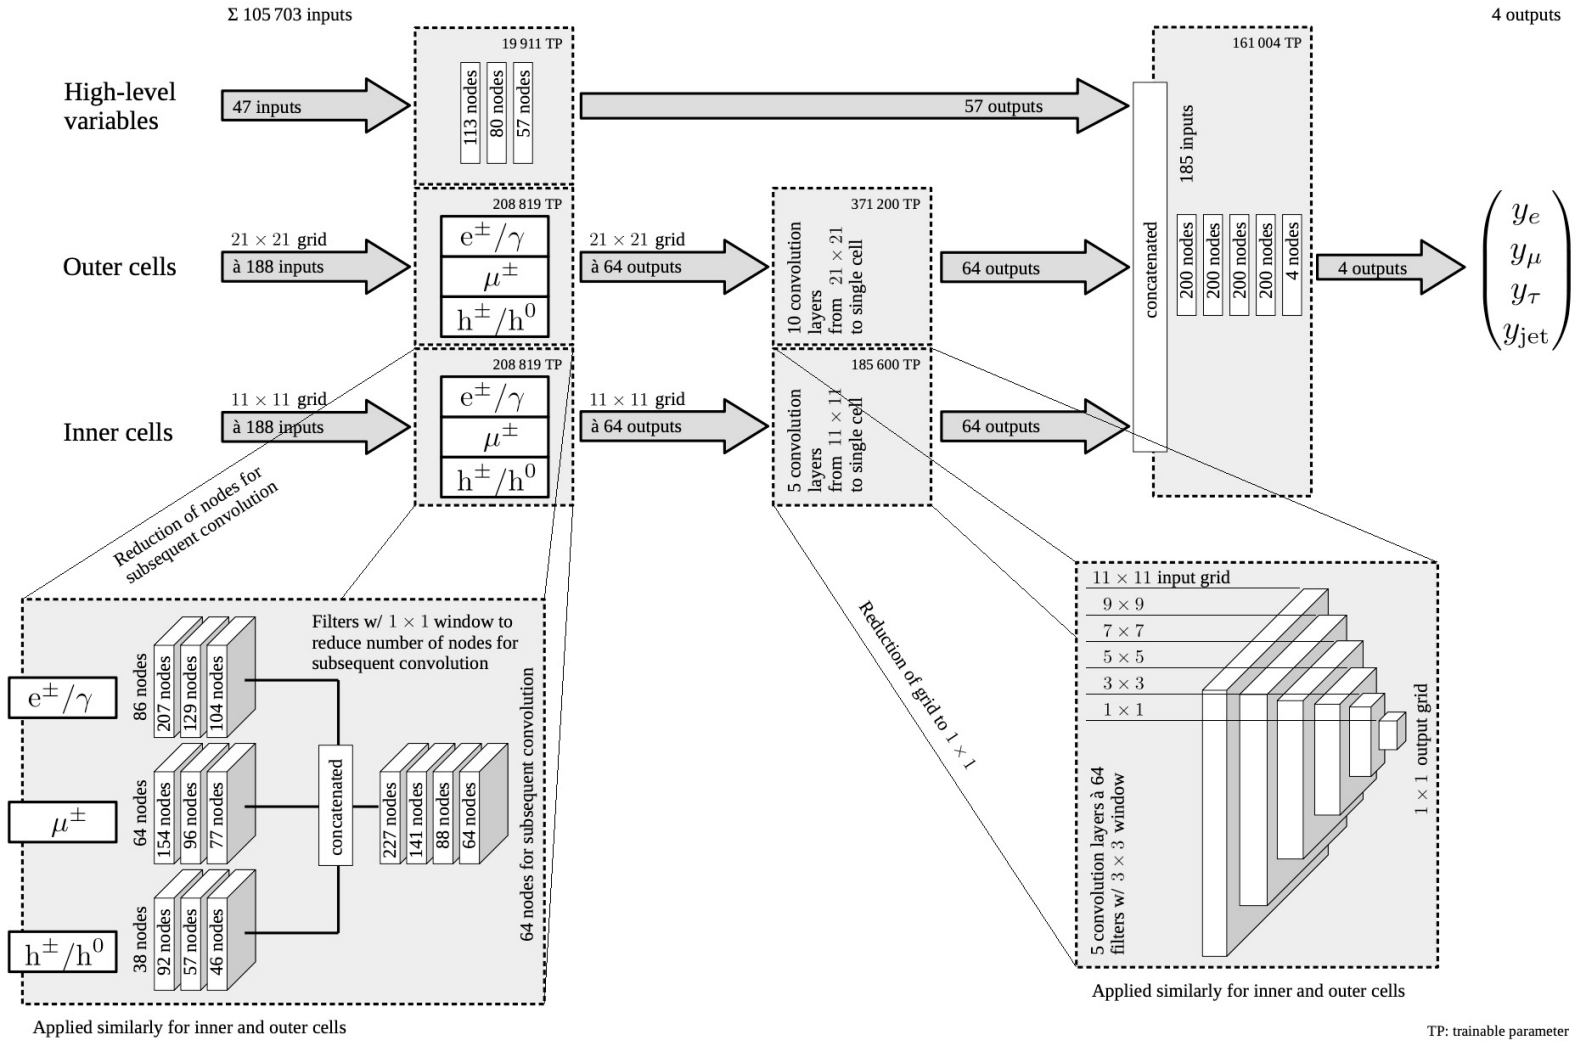 Σ 105 703 inputs
4 outputs
High-level
variables
47 inputs
19 911 TP
113 nodes
80 nodes
57 nodes
57 outputs
161 004 TP
185 inputs
concatenated
200 nodes
200 nodes
200 nodes
200 nodes
4 nodes
Outer cells
21 × 21 grid
à 188 inputs
208 819 TP
e±/γ
μ±
h±/h⁰
21 × 21 grid
à 64 outputs
371 200 TP
10 convolution
layers
from 21 × 21
to single cell
64 outputs
4 outputs
yₑ
y_μ
y_τ
y_jet
Inner cells
11 × 11 grid
à 188 inputs
208 819 TP
e±/γ
μ±
h±/h⁰
11 × 11 grid
à 64 outputs
185 600 TP
5 convolution
layers
from 11 × 11
to single cell
64 outputs
Reduction of nodes for
subsequent convolution
Filters w/ 1 × 1 window to
reduce number of nodes for
subsequent convolution
e±/γ
86 nodes
207 nodes
129 nodes
104 nodes
μ±
64 nodes
154 nodes
96 nodes
77 nodes
h±/h⁰
38 nodes
92 nodes
57 nodes
46 nodes
concatenated
227 nodes
141 nodes
88 nodes
64 nodes
64 nodes for subsequent convolution
Applied similarly for inner and outer cells
Reduction of grid to 1 × 1
11 × 11 input grid
9 × 9
7 × 7
5 × 5
3 × 3
1 × 1
5 convolution layers à 64
filters w/ 3 × 3 window
1 × 1 output grid
Applied similarly for inner and outer cells
TP: trainable parameter